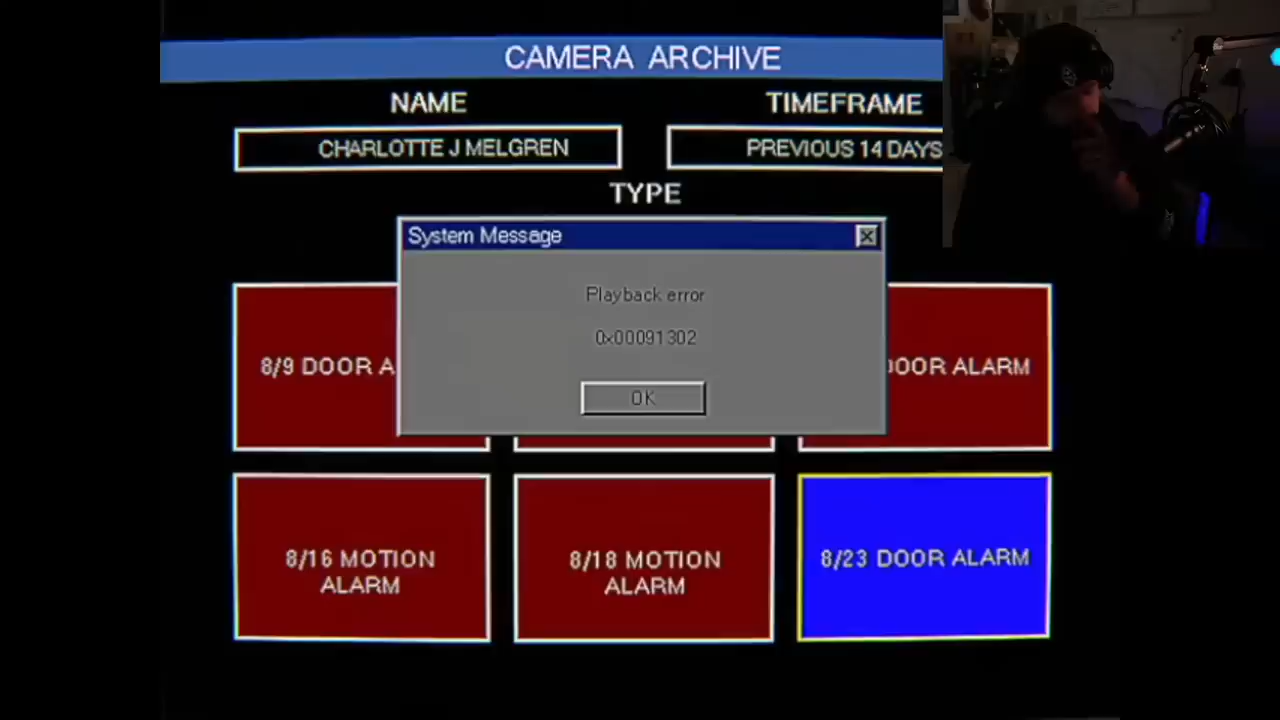 CAMERA ARCHIVE
NAME
TIMEFRAME
CHARLOTTE J MELGREN
PREVIOUS 14 DAYS
TYPE
System Message
Playback error
0x00091302
OK
8/9 DOOR A
DOOR ALARM
8/16 MOTION
ALARM
8/18 MOTION
ALARM
8/23 DOOR ALARM